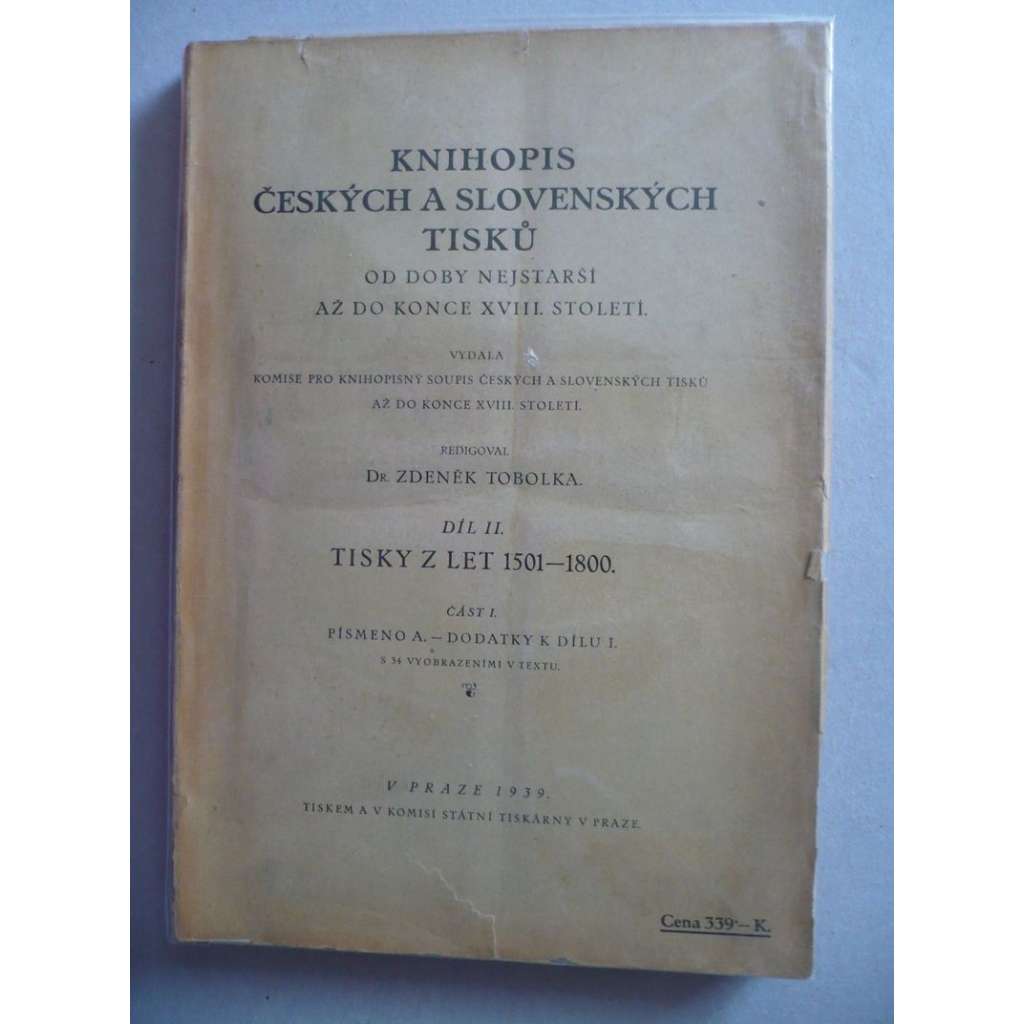 KNIHOPIS
ČESKÝCH A SLOVENSKÝCH
TISKŮ
OD DOBY NEJSTARŠÍ
AŽ DO KONCE XVIII. STOLETÍ.
VYDALA
KOMISE PRO KNIHOPISNÝ SOUPIS ČESKÝCH A SLOVENSKÝCH TISKŮ
AŽ DO KONCE XVIII. STOLETÍ.
REDIGOVAL
DR. ZDENĚK TOBOLKA.
DÍL II.
TISKY Z LET 1501—1800.
ČÁST I.
PÍSMENO A. — DODATKY K DÍLU I.
S 34 VYOBRAZENÍMI V TEXTU.
V PRAZE 1939.
TISKEM A V KOMISI STÁTNÍ TISKÁRNY V PRAZE.
Cena 339·— K.